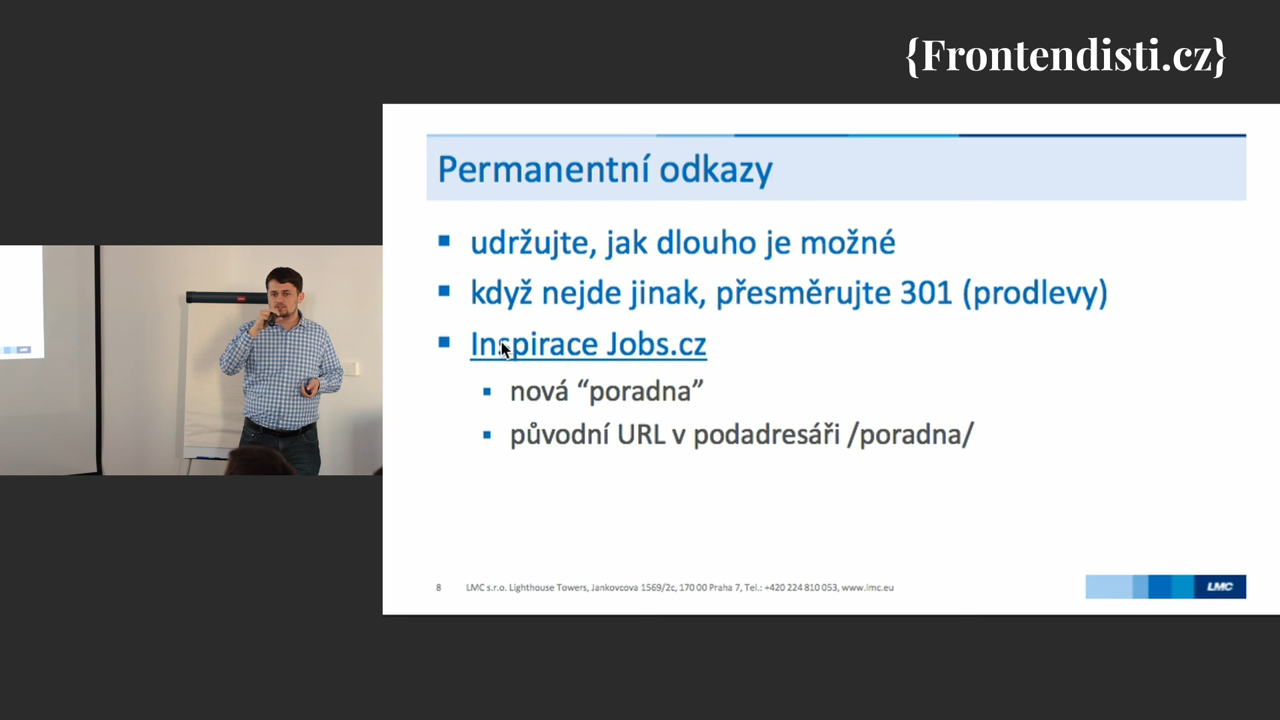 {Frontendisti.cz}
Permanentní odkazy
udržujte, jak dlouho je možné
když nejde jinak, přesměrujte 301 (prodlevy)
Inspirace Jobs.cz
nová “poradna”
původní URL v podadresáři /poradna/
8 LMC s.r.o. Lighthouse Towers, Jankovcova 1569/2c, 170 00 Praha 7, Tel.: +420 224 810 053, www.lmc.eu
LMC